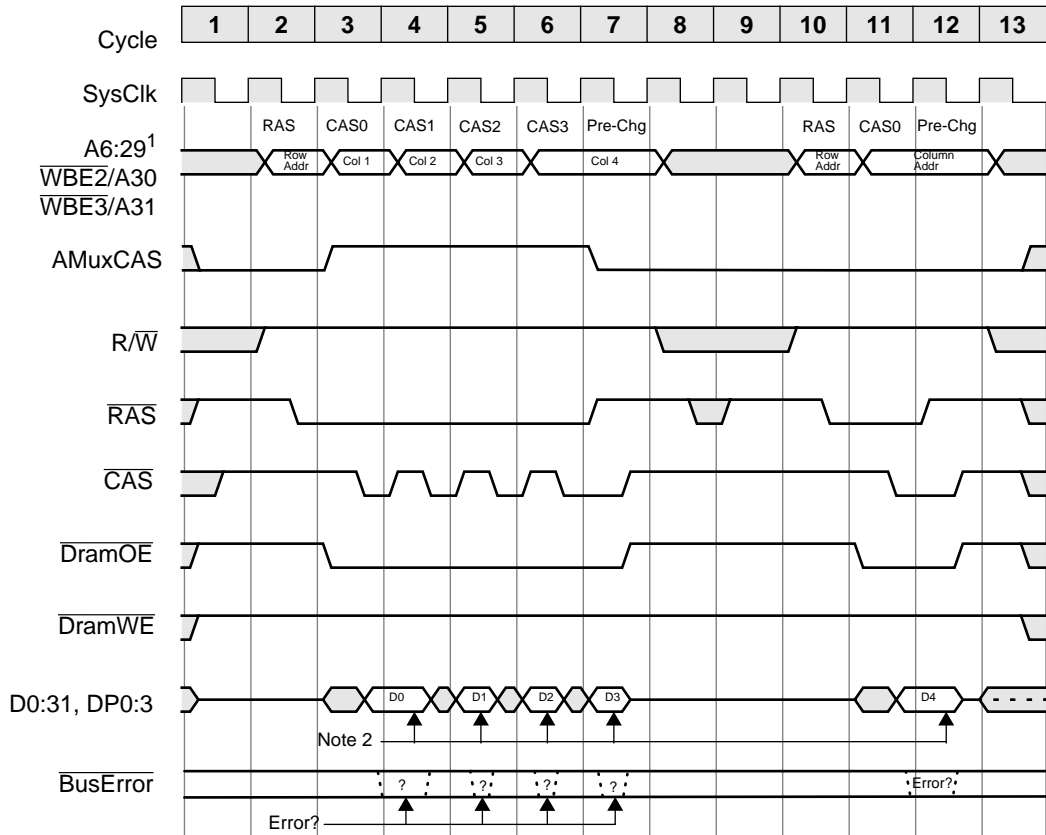 Cycle 1 2 3 4 5 6 7 8 9 10 11 12 13
SysClk
RAS CAS0 CAS1 CAS2 CAS3 Pre-Chg RAS CAS0 Pre-Chg
A6:29¹
WBE2/A30
WBE3/A31
Row Addr Col 1 Col 2 Col 3 Col 4 Row Addr Column Addr
AMuxCAS
R/W
RAS
CAS
DramOE
DramWE
D0:31, DP0:3 D0 D1 D2 D3 D4
Note 2
BusError ? ? ? ? Error?
Error?